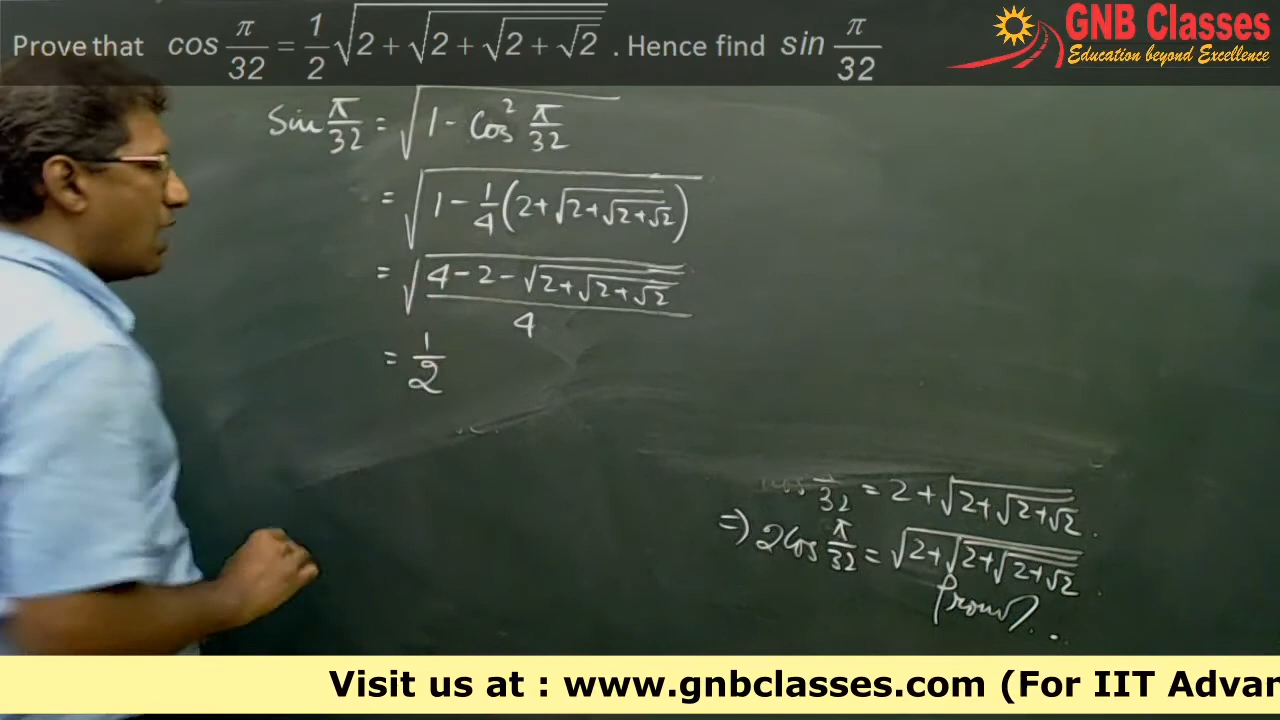 Prove that cos π/32 = 1/2 √(2 + √(2 + √(2 + √2))) . Hence find sin π/32
GNB Classes
Education beyond Excellence
sin π/32 = √(1 - cos² π/32)
= √(1 - 1/4 (2 + √(2 + √(2 + √2))))
= √((4 - 2 - √(2 + √(2 + √2)))/4)
= 1/2
32 = 2 + √(2 + √(2 + √2)).
⇒ 2cos π/32 = √(2 + √(2 + √(2 + √2))).
Proved...
Visit us at : www.gnbclasses.com (For IIT Advan